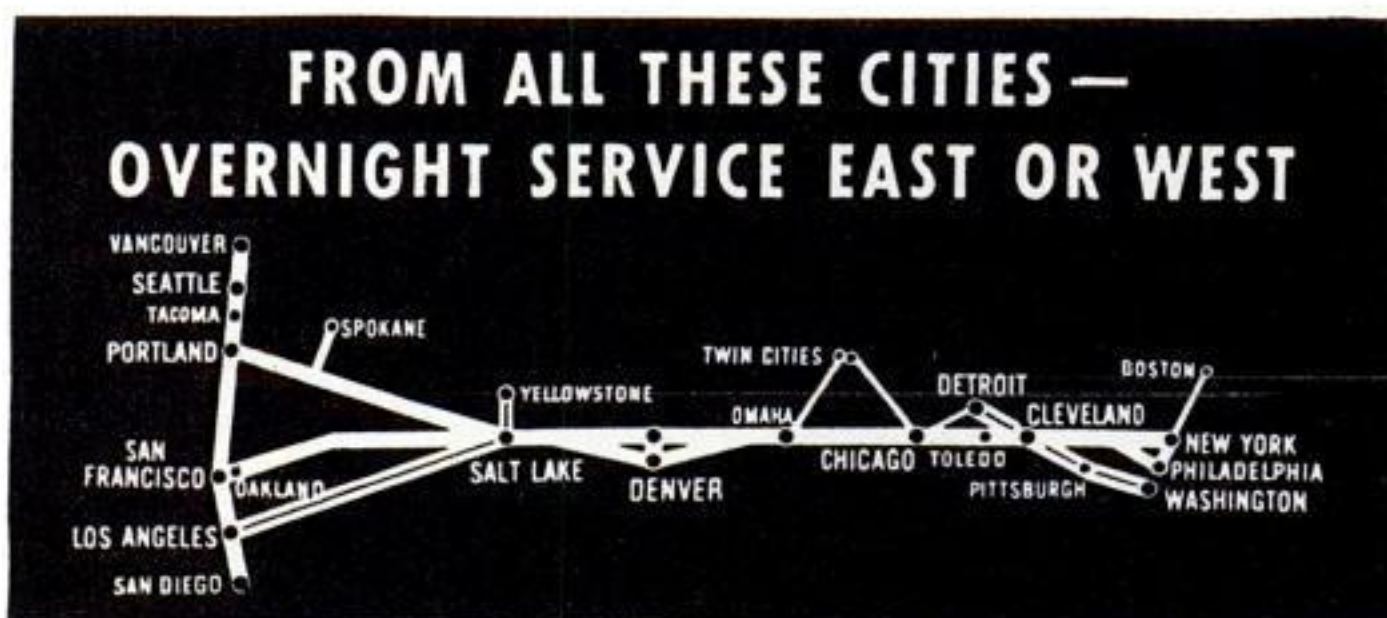 FROM ALL THESE CITIES —
OVERNIGHT SERVICE EAST OR WEST
VANCOUVER
SEATTLE
TACOMA
PORTLAND
SPOKANE
YELLOWSTONE
TWIN CITIES
BOSTON
DETROIT
OMAHA
CLEVELAND
SAN
FRANCISCO
OAKLAND
SALT LAKE
DENVER
CHICAGO
TOLEDO
NEW YORK
PHILADELPHIA
PITTSBURGH
WASHINGTON
LOS ANGELES
SAN DIEGO